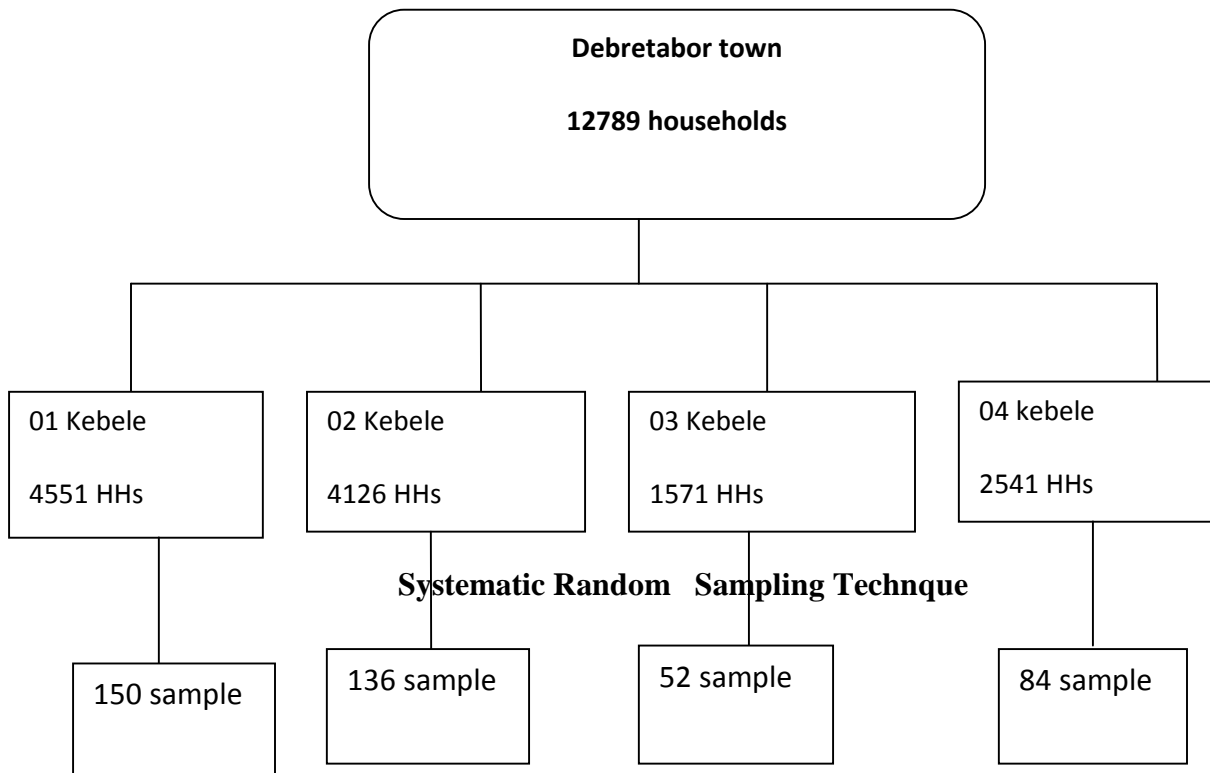 Debretabor town
12789 households
01 Kebele
4551 HHs
02 Kebele
4126 HHs
03 Kebele
1571 HHs
04 kebele
2541 HHs
Systematic Random Sampling Technque
150 sample
136 sample
52 sample
84 sample